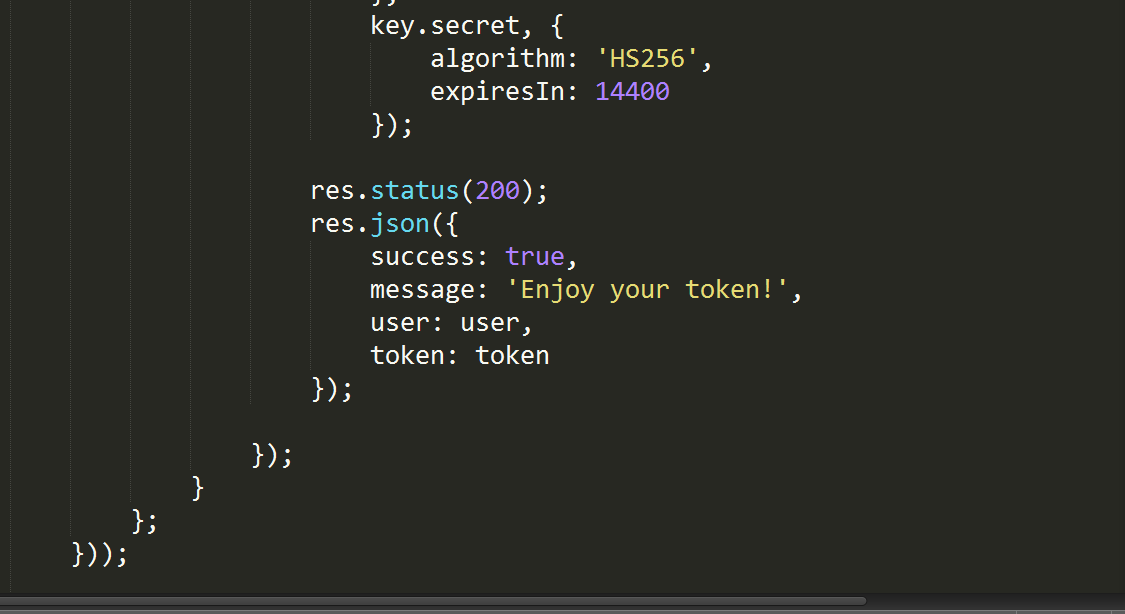 key.secret, {
algorithm: 'HS256',
expiresIn: 14400
});
res.status(200);
res.json({
success: true,
message: 'Enjoy your token!',
user: user,
token: token
});
});
}
};
}));